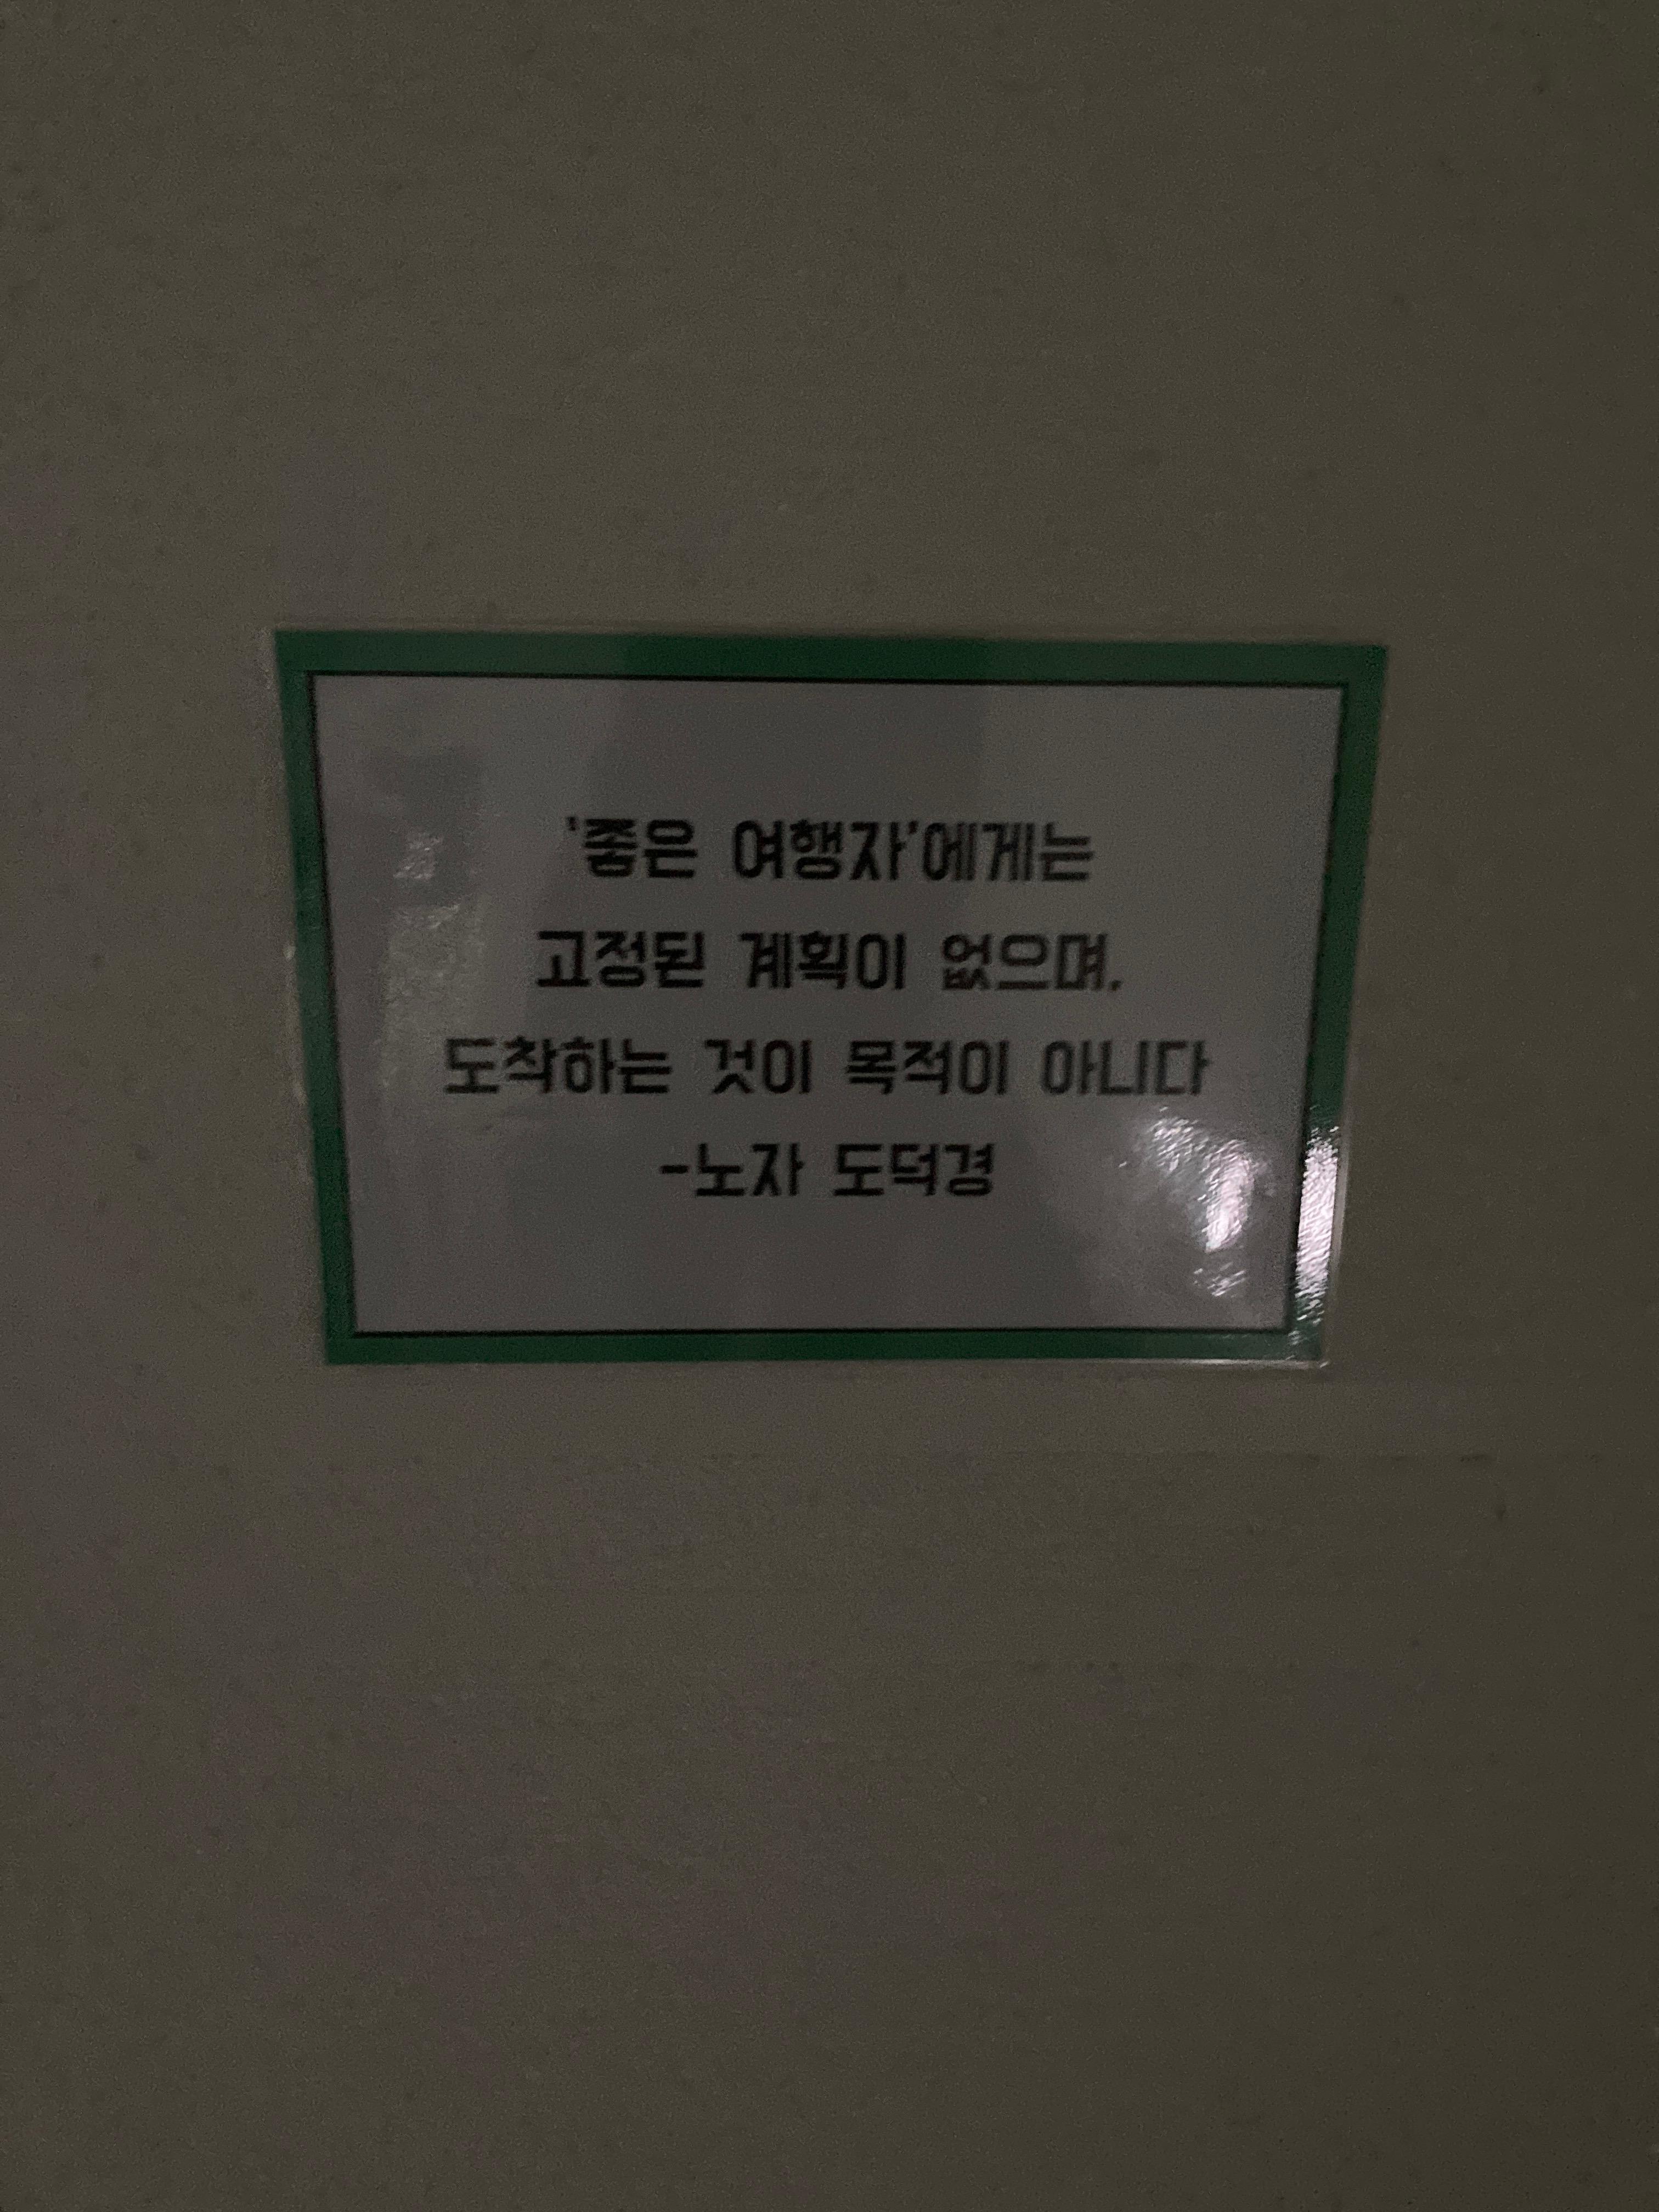 '좋은 여행자'에게는
고정된 계획이 없으며,
도착하는 것이 목적이 아니다
-노자 도덕경